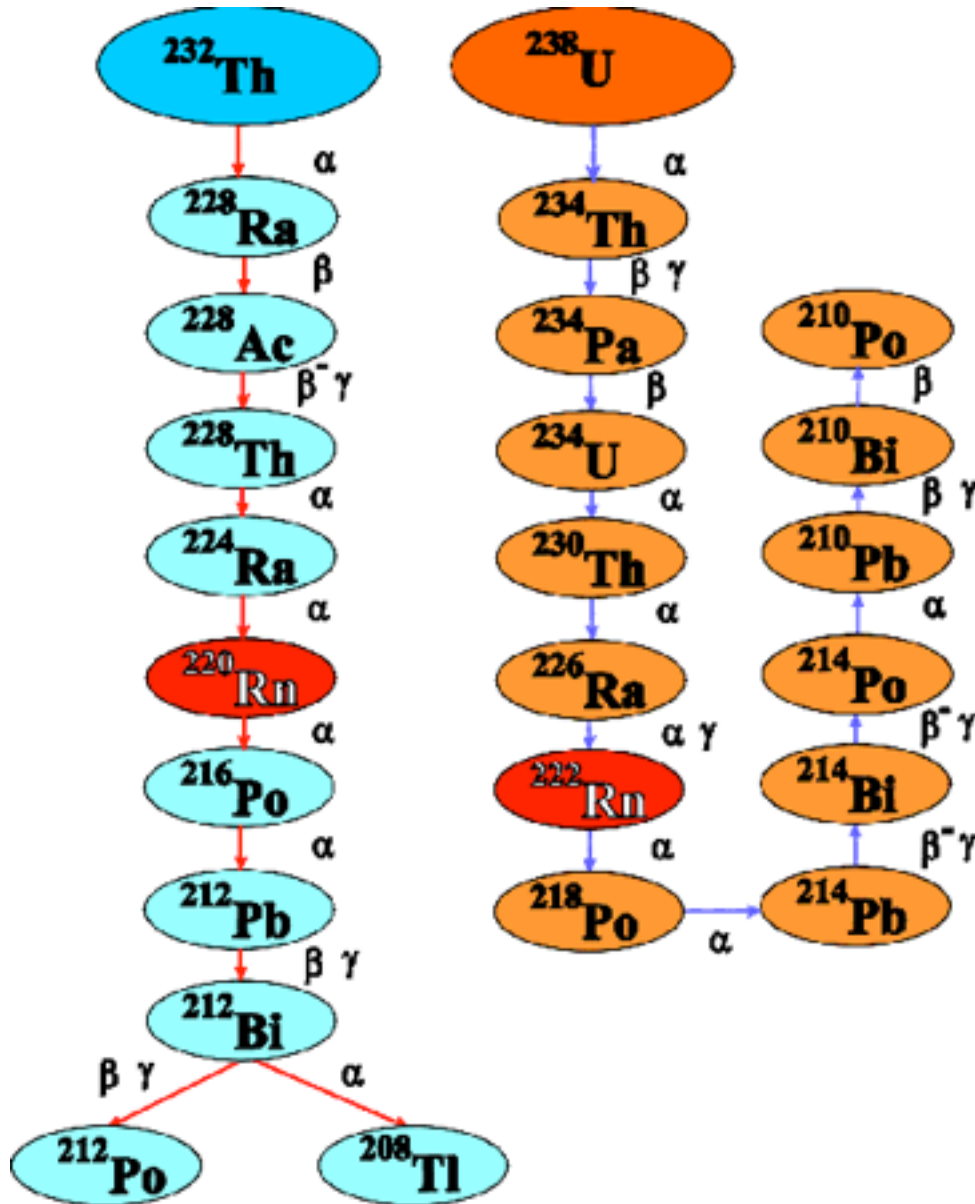 ²³²Th
α
²²⁸Ra
β
²²⁸Ac
β⁻ γ
²²⁸Th
α
²²⁴Ra
α
²²⁰Rn
α
²¹⁶Po
α
²¹²Pb
β γ
²¹²Bi
β γ
α
²¹²Po
²⁰⁸Tl
²³⁸U
α
²³⁴Th
β γ
²³⁴Pa
β
²³⁴U
α
²³⁰Th
α
²²⁶Ra
α γ
²²²Rn
α
²¹⁸Po
α
²¹⁴Pb
β⁻γ
²¹⁴Bi
β⁻γ
²¹⁴Po
α
²¹⁰Pb
β γ
²¹⁰Bi
β
²¹⁰Po